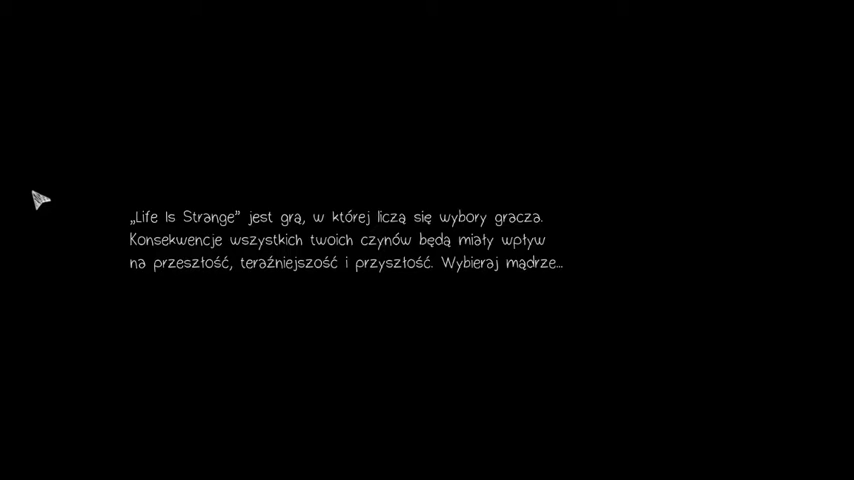 „Life Is Strange” jest grą, w której liczą się wybory gracza.
Konsekwencje wszystkich twoich czynów będą miały wpływ
na przeszłość, teraźniejszość i przyszłość. Wybieraj mądrze...